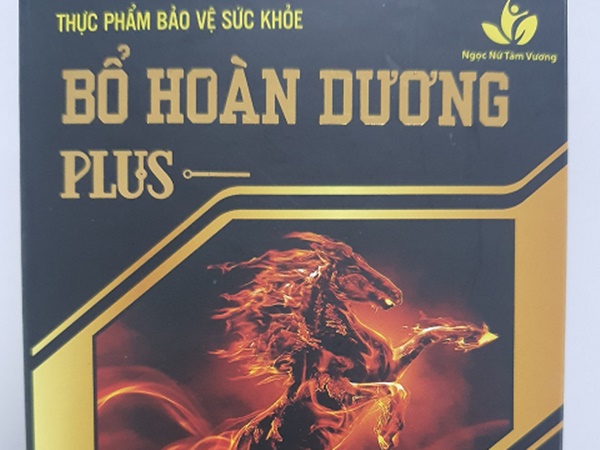 THỰC PHẨM BẢO VỆ SỨC KHỎE
Ngọc Nữ Tâm Vương
BỔ HOÀN DƯƠNG
PLUS